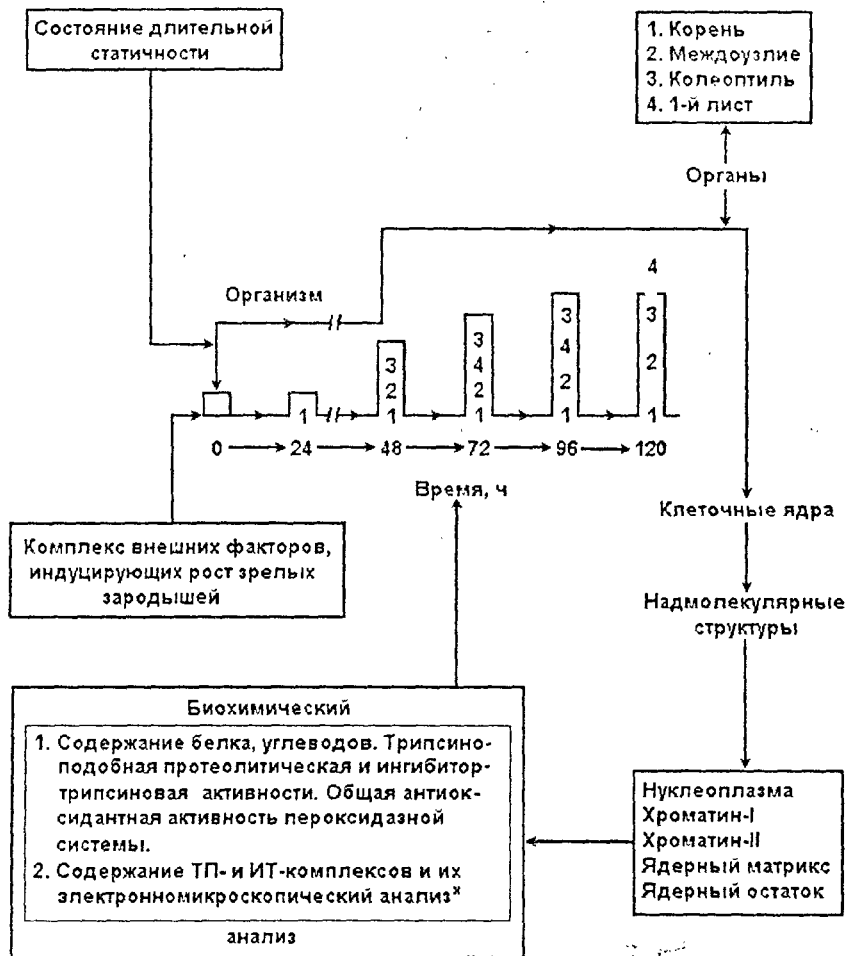 Состояние длительной
статичности
1. Корень
2. Междоузлие
3. Колеоптиль
4. 1-й лист
Органы
Организм
4
3
2
1
3
4
2
1
3
4
2
1
3
2
1
1
0 24 48 72 96 120
Время, ч
Комплекс внешних факторов,
индуцирующих рост зрелых
зародышей
Клеточные ядра
Надмолекулярные
структуры
Биохимический
1. Содержание белка, углеводов. Трипсино-
подобная протеолитическая и ингибитор-
трипсиновая активности. Общая антиок-
сидантная активность пероксидазной
системы.
2. Содержание ТП- и ИТ-комплексов и их
электронномикроскопический анализˣ
анализ
Нуклеоплазма
Хроматин-I
Хроматин-II
Ядерный матрикс
Ядерный остаток